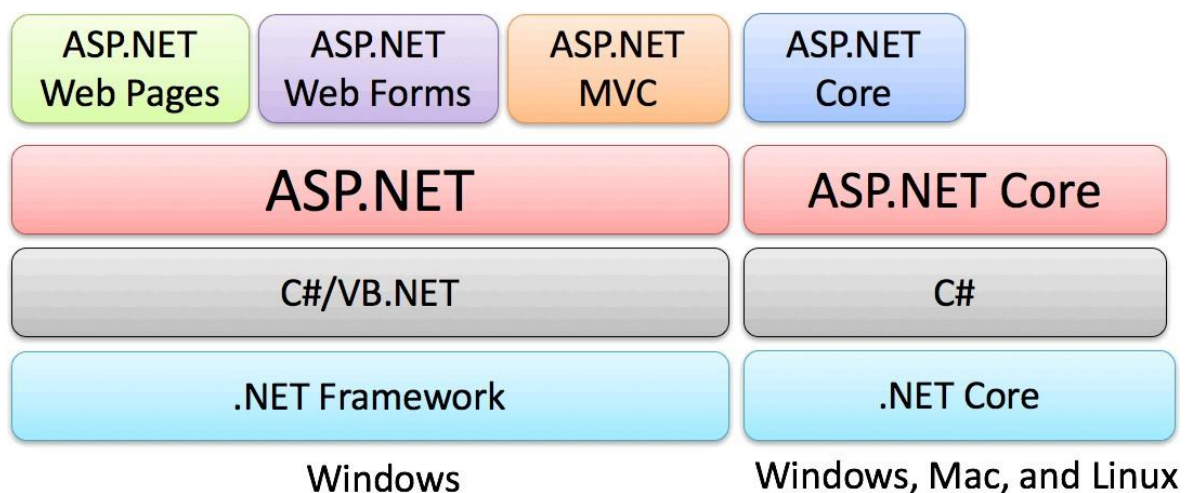 ASP.NET
Web Pages
ASP.NET
Web Forms
ASP.NET
MVC
ASP.NET
Core
ASP.NET
ASP.NET Core
C#/VB.NET
C#
.NET Framework
.NET Core
Windows
Windows, Mac, and Linux